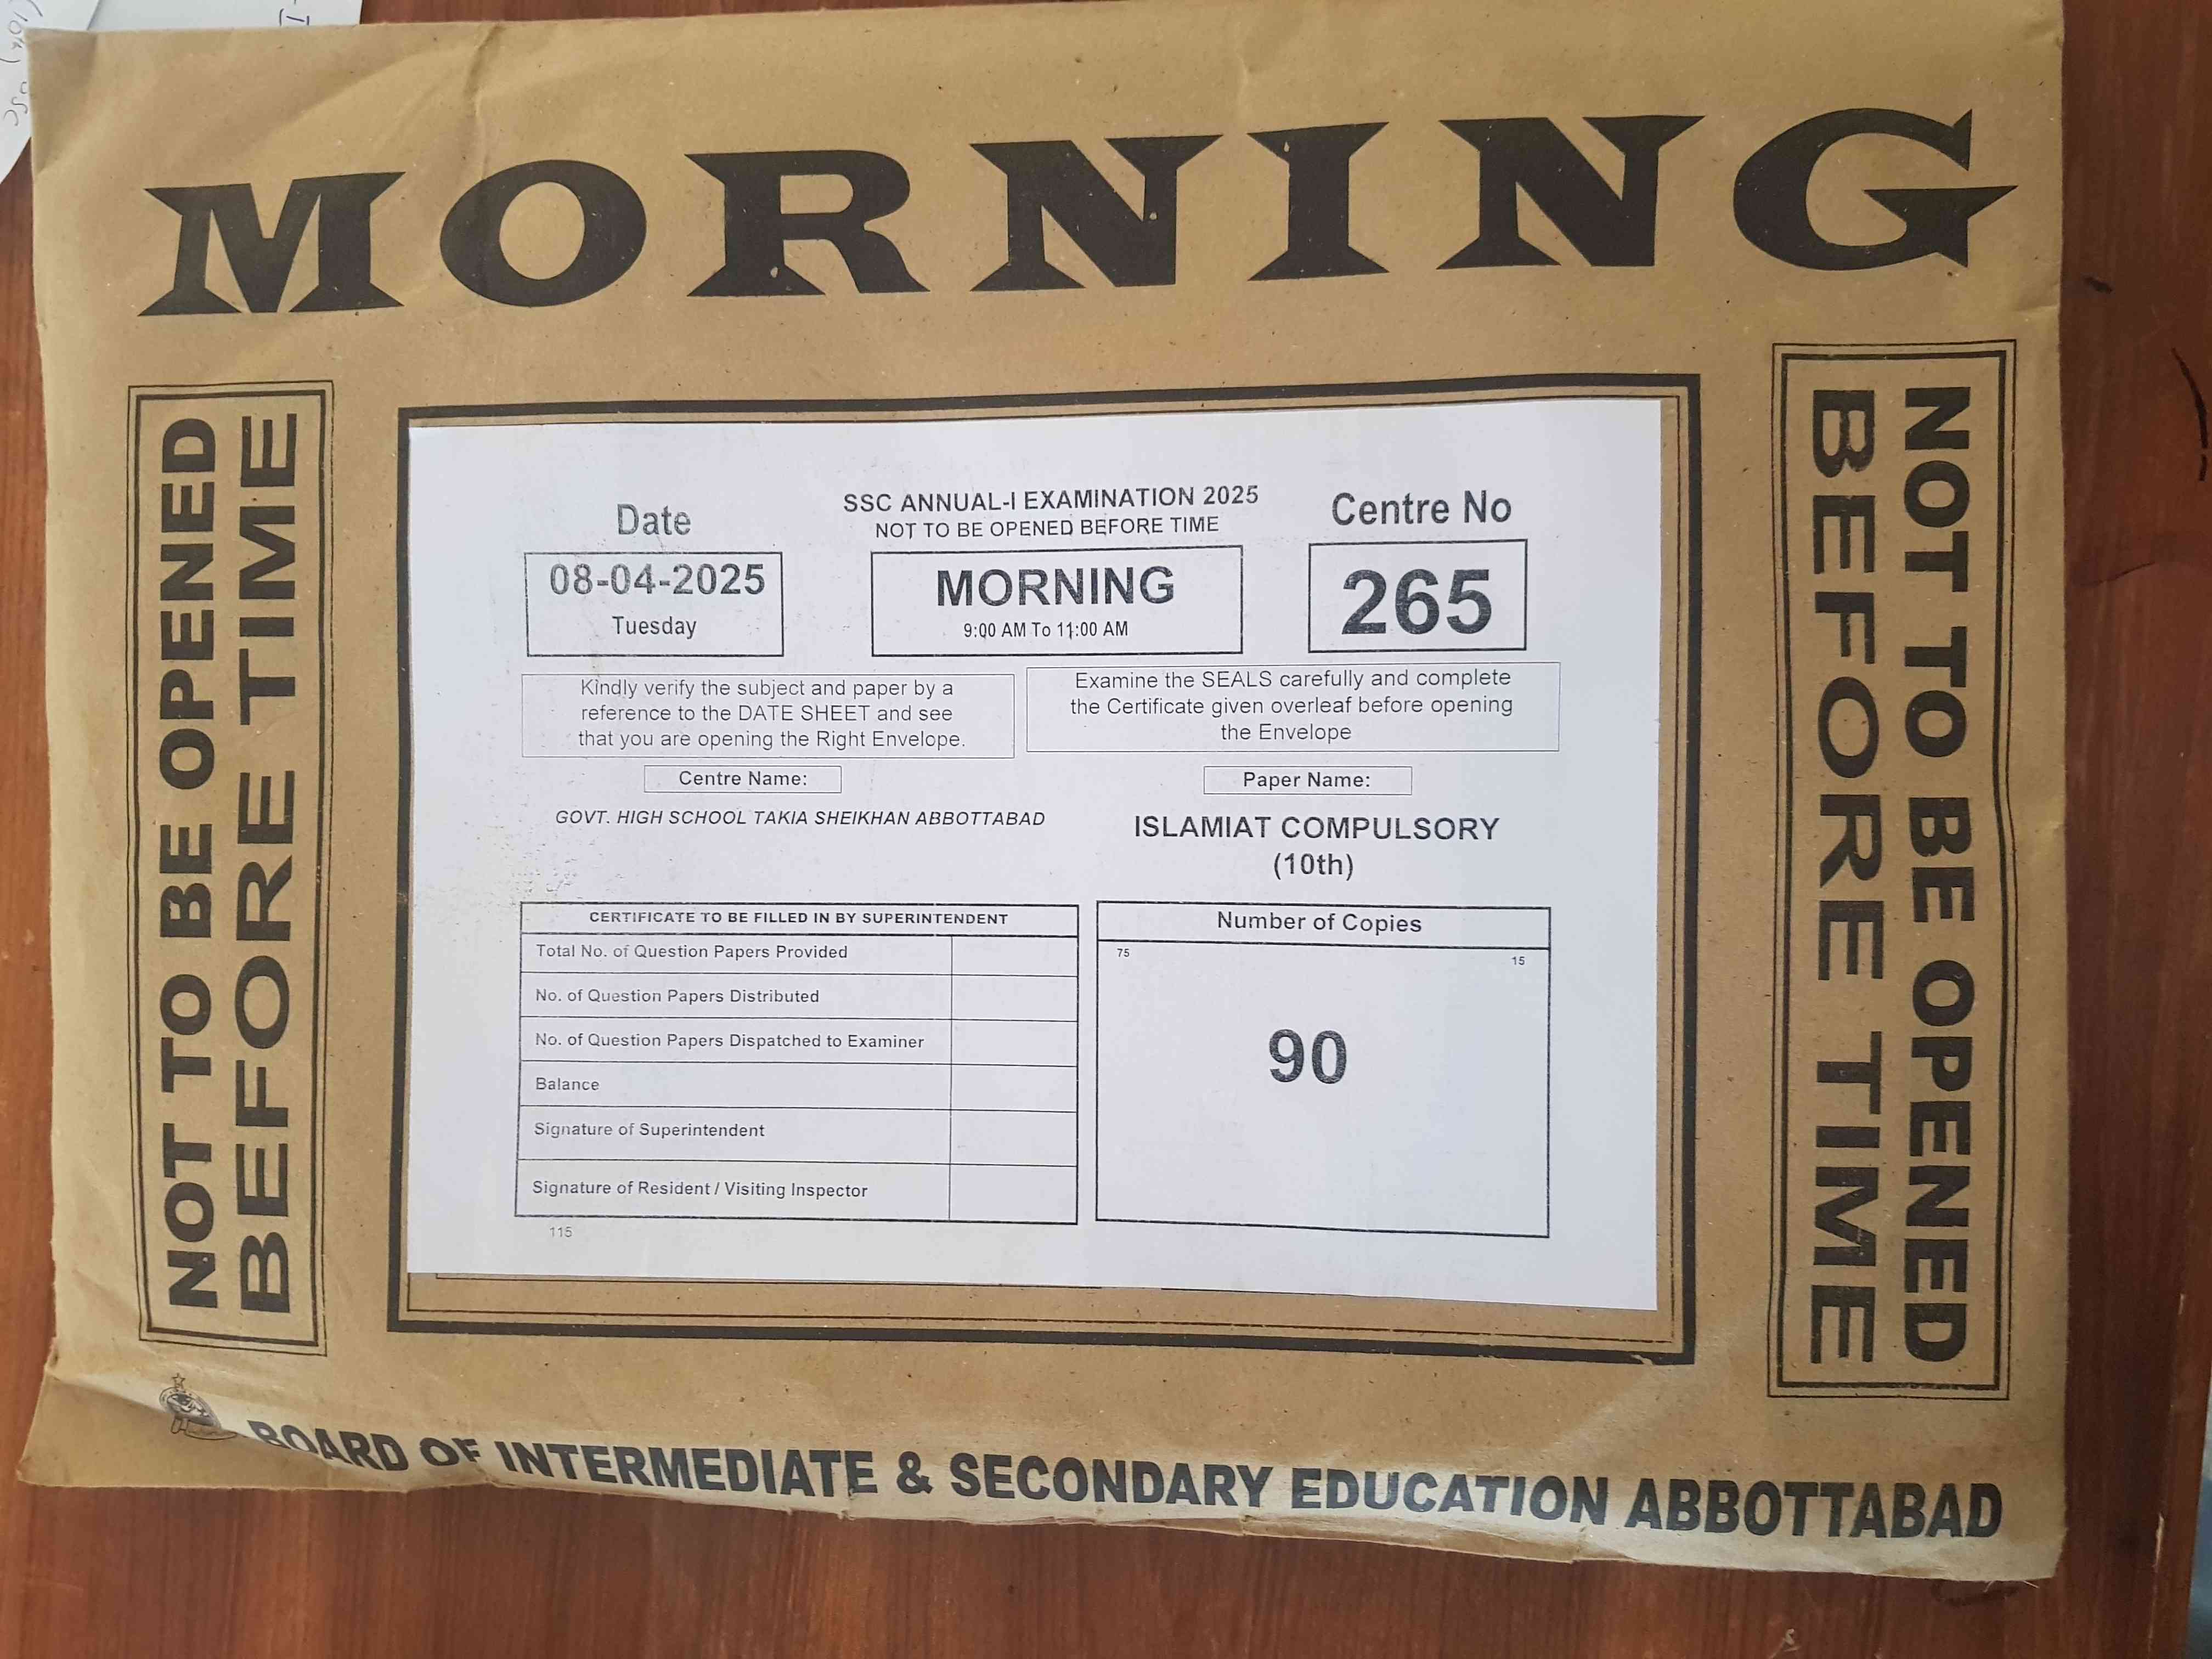 MORNING
NOT TO BE OPENED
BEFORE TIME
Date
08-04-2025
Tuesday
SSC ANNUAL-I EXAMINATION 2025
NOT TO BE OPENED BEFORE TIME
MORNING
9:00 AM To 11:00 AM
Centre No
265
Kindly verify the subject and paper by a
reference to the DATE SHEET and see
that you are opening the Right Envelope.
Examine the SEALS carefully and complete
the Certificate given overleaf before opening
the Envelope
Centre Name:
GOVT. HIGH SCHOOL TAKIA SHEIKHAN ABBOTTABAD
Paper Name:
ISLAMIAT COMPULSORY
(10th)
CERTIFICATE TO BE FILLED IN BY SUPERINTENDENT
Total No. of Question Papers Provided
No. of Question Papers Distributed
No. of Question Papers Dispatched to Examiner
Balance
Signature of Superintendent
Signature of Resident / Visiting Inspector
115
Number of Copies
75
15
90
NOT TO BE OPENED
BEFORE TIME
BOARD OF INTERMEDIATE & SECONDARY EDUCATION ABBOTTABAD